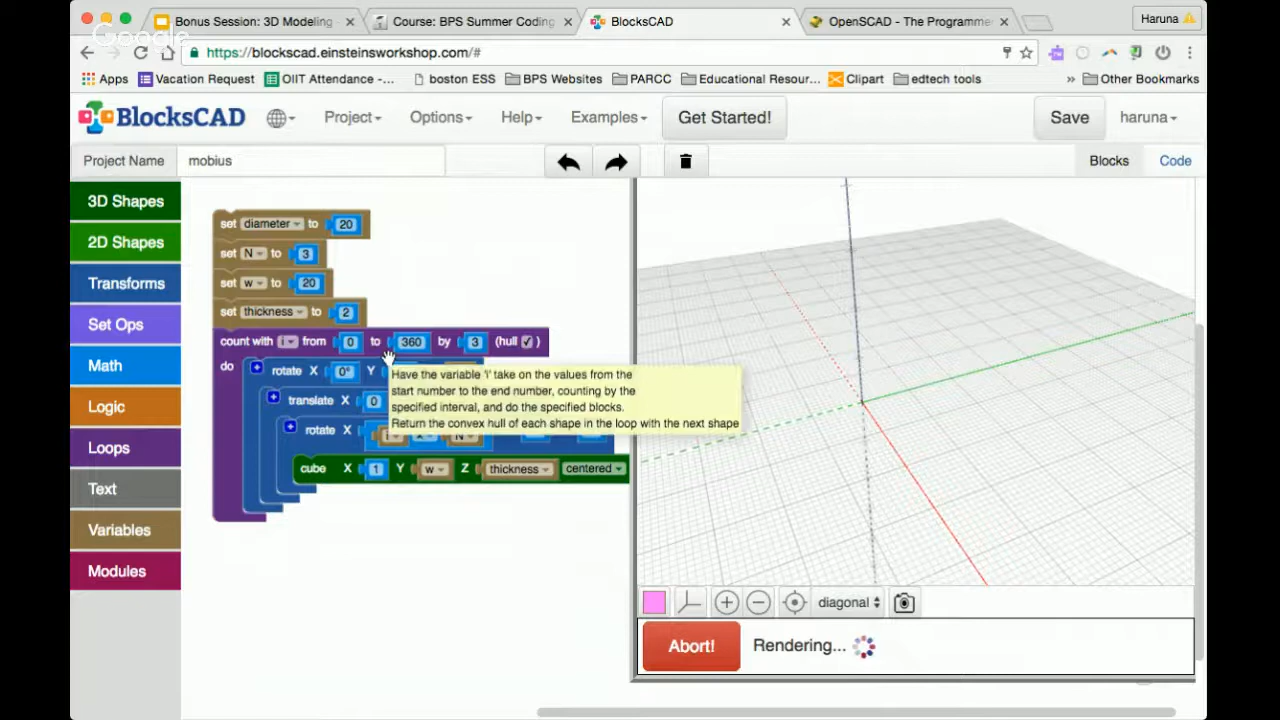 Bonus Session: 3D Modeling
Course: BPS Summer Coding
BlocksCAD
OpenSCAD - The Programme
Haruna
Google
https://blockscad.einsteinsworkshop.com/#
Apps
Vacation Request
OIIT Attendance -...
boston ESS
BPS Websites
PARCC
Educational Resour...
Clipart
edtech tools
» Other Bookmarks
BlocksCAD
Project
Options
Help
Examples
Get Started!
Save
haruna
Project Name
mobius
Blocks
Code
3D Shapes
2D Shapes
Transforms
Set Ops
Math
Logic
Loops
Text
Variables
Modules
set diameter to 20
set N to 3
set w to 20
set thickness to 2
count with i from 0 to 360 by 3 (hull ✓ )
do rotate X 0° Y
translate X 0
rotate X i x N
cube X 1 Y w Z thickness centered
Have the variable 'i' take on the values from the
start number to the end number, counting by the
specified interval, and do the specified blocks.
Return the convex hull of each shape in the loop with the next shape
diagonal
Abort!
Rendering...